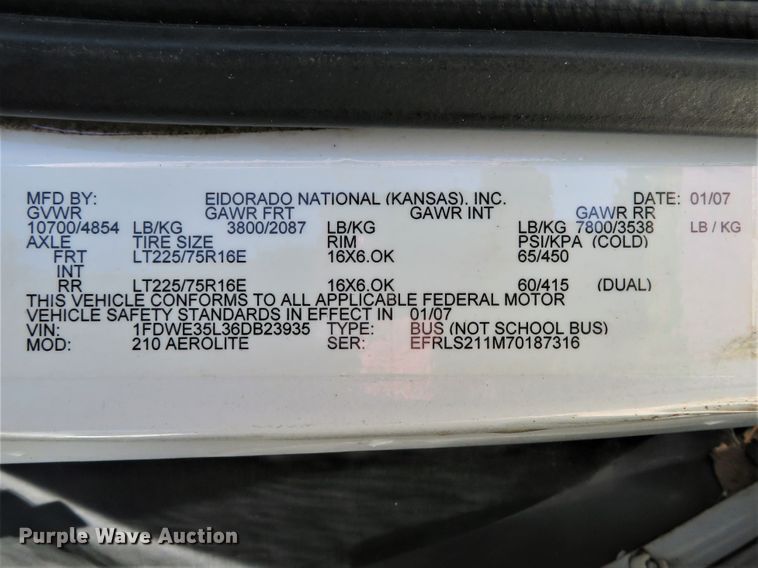 MFD BY: EIDORADO NATIONAL (KANSAS), INC. DATE: 01/07
GVWR GAWR FRT GAWR INT GAWR RR
10700/4854 LB/KG 3800/2087 LB/KG LB/KG 7800/3538 LB / KG
AXLE TIRE SIZE RIM PSI/KPA (COLD)
FRT LT225/75R16E 16X6.OK 65/450
INT
RR LT225/75R16E 16X6.OK 60/415 (DUAL)
THIS VEHICLE CONFORMS TO ALL APPLICABLE FEDERAL MOTOR
VEHICLE SAFETY STANDARDS IN EFFECT IN 01/07
VIN: 1FDWE35L36DB23935 TYPE: BUS (NOT SCHOOL BUS)
MOD: 210 AEROLITE SER: EFRLS211M70187316
Purple Wave Auction